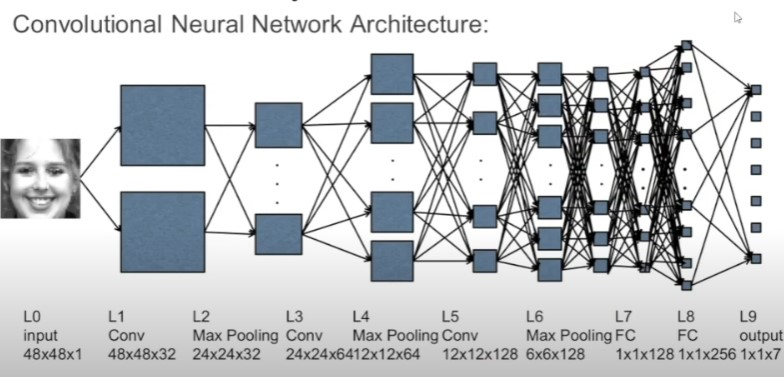 Convolutional Neural Network Architecture:
L0 L1 L2 L3 L4 L5 L6 L7 L8 L9
input Conv Max Pooling Conv Max Pooling Conv Max Pooling FC FC output
48x48x1 48x48x32 24x24x32 24x24x6412x12x64 12x12x128 6x6x128 1x1x128 1x1x256 1x1x7